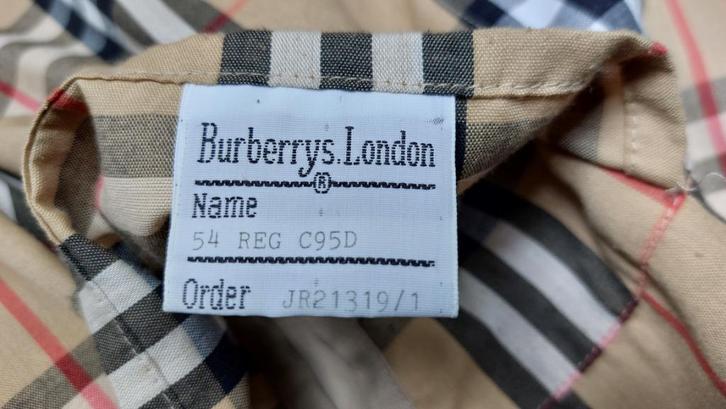 Burberrys.London
®
Name
54 REG C95D
Order JR21319/1